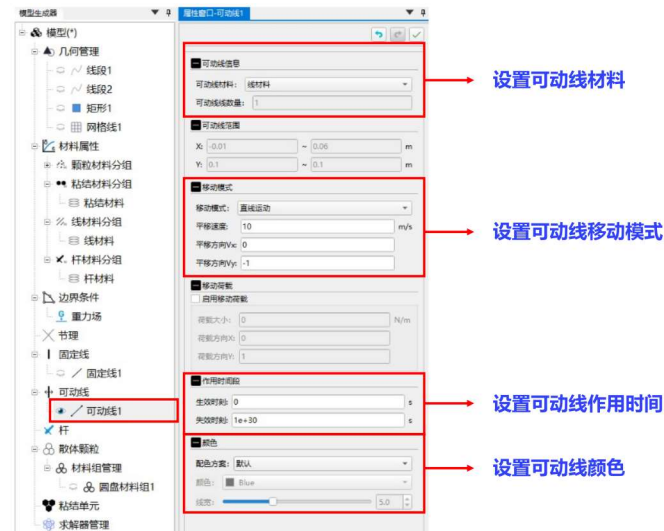 模型生成器
模型(*)
几何管理
线段1
线段2
矩形1
网格线1
材料属性
颗粒材料分组
粘结材料分组
粘结材料
线材料分组
线材料
杆材料分组
杆材料
边界条件
重力场
节理
固定线
固定线1
可动线
可动线1
杆
散体颗粒
材料组管理
圆盘材料组1
粘结单元
求解器管理
属性窗口-可动线1
可动线信息
可动线材料: 线材料
可动线线数量: 1
可动线范围
X: -0.01 ~ 0.06 m
Y: 0.1 ~ 0.1 m
移动模式
移动模式: 直线运动
平移速度: 10 m/s
平移方向Vx: 0
平移方向Vy: -1
移动荷载
启用移动荷载
荷载大小: 0 N/m
荷载方向X: 0
荷载方向Y: 1
作用时间段
生效时刻: 0 s
失效时刻: 1e+30 s
颜色
配色方案: 默认
颜色: Blue
线宽: 5.0
设置可动线材料
设置可动线移动模式
设置可动线作用时间
设置可动线颜色